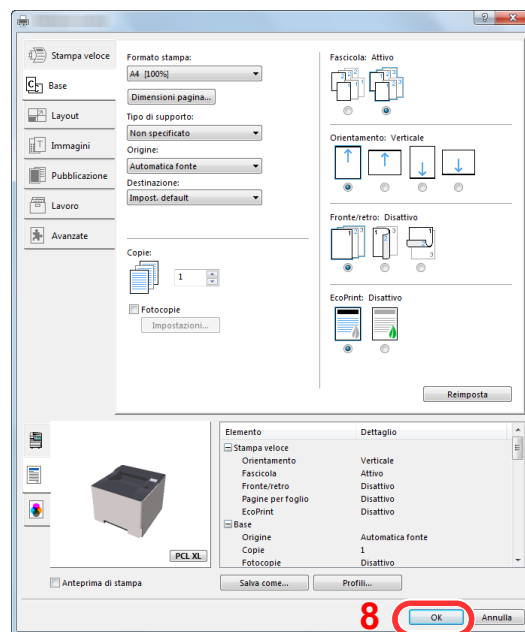 Stampa veloce
Base
Layout
Immagini
Pubblicazione
Lavoro
Avanzate
Formato stampa:
A4 [100%]
Dimensioni pagina...
Tipo di supporto:
Non specificato
Origine:
Automatica fonte
Destinazione:
Impost. default
Copie:
1
Fotocopie
Impostazioni...
Fascicola: Attivo
Orientamento: Verticale
Fronte/retro: Disattivo
EcoPrint: Disattivo
Reimposta
PCL XL
Anteprima di stampa
Elemento Dettaglio
Stampa veloce
Orientamento Verticale
Fascicola Attivo
Fronte/retro Disattivo
Pagine per foglio Disattivo
EcoPrint Disattivo
Base
Origine Automatica fonte
Copie 1
Fotocopie Disattivo
Salva come... Profili...
8 OK Annulla